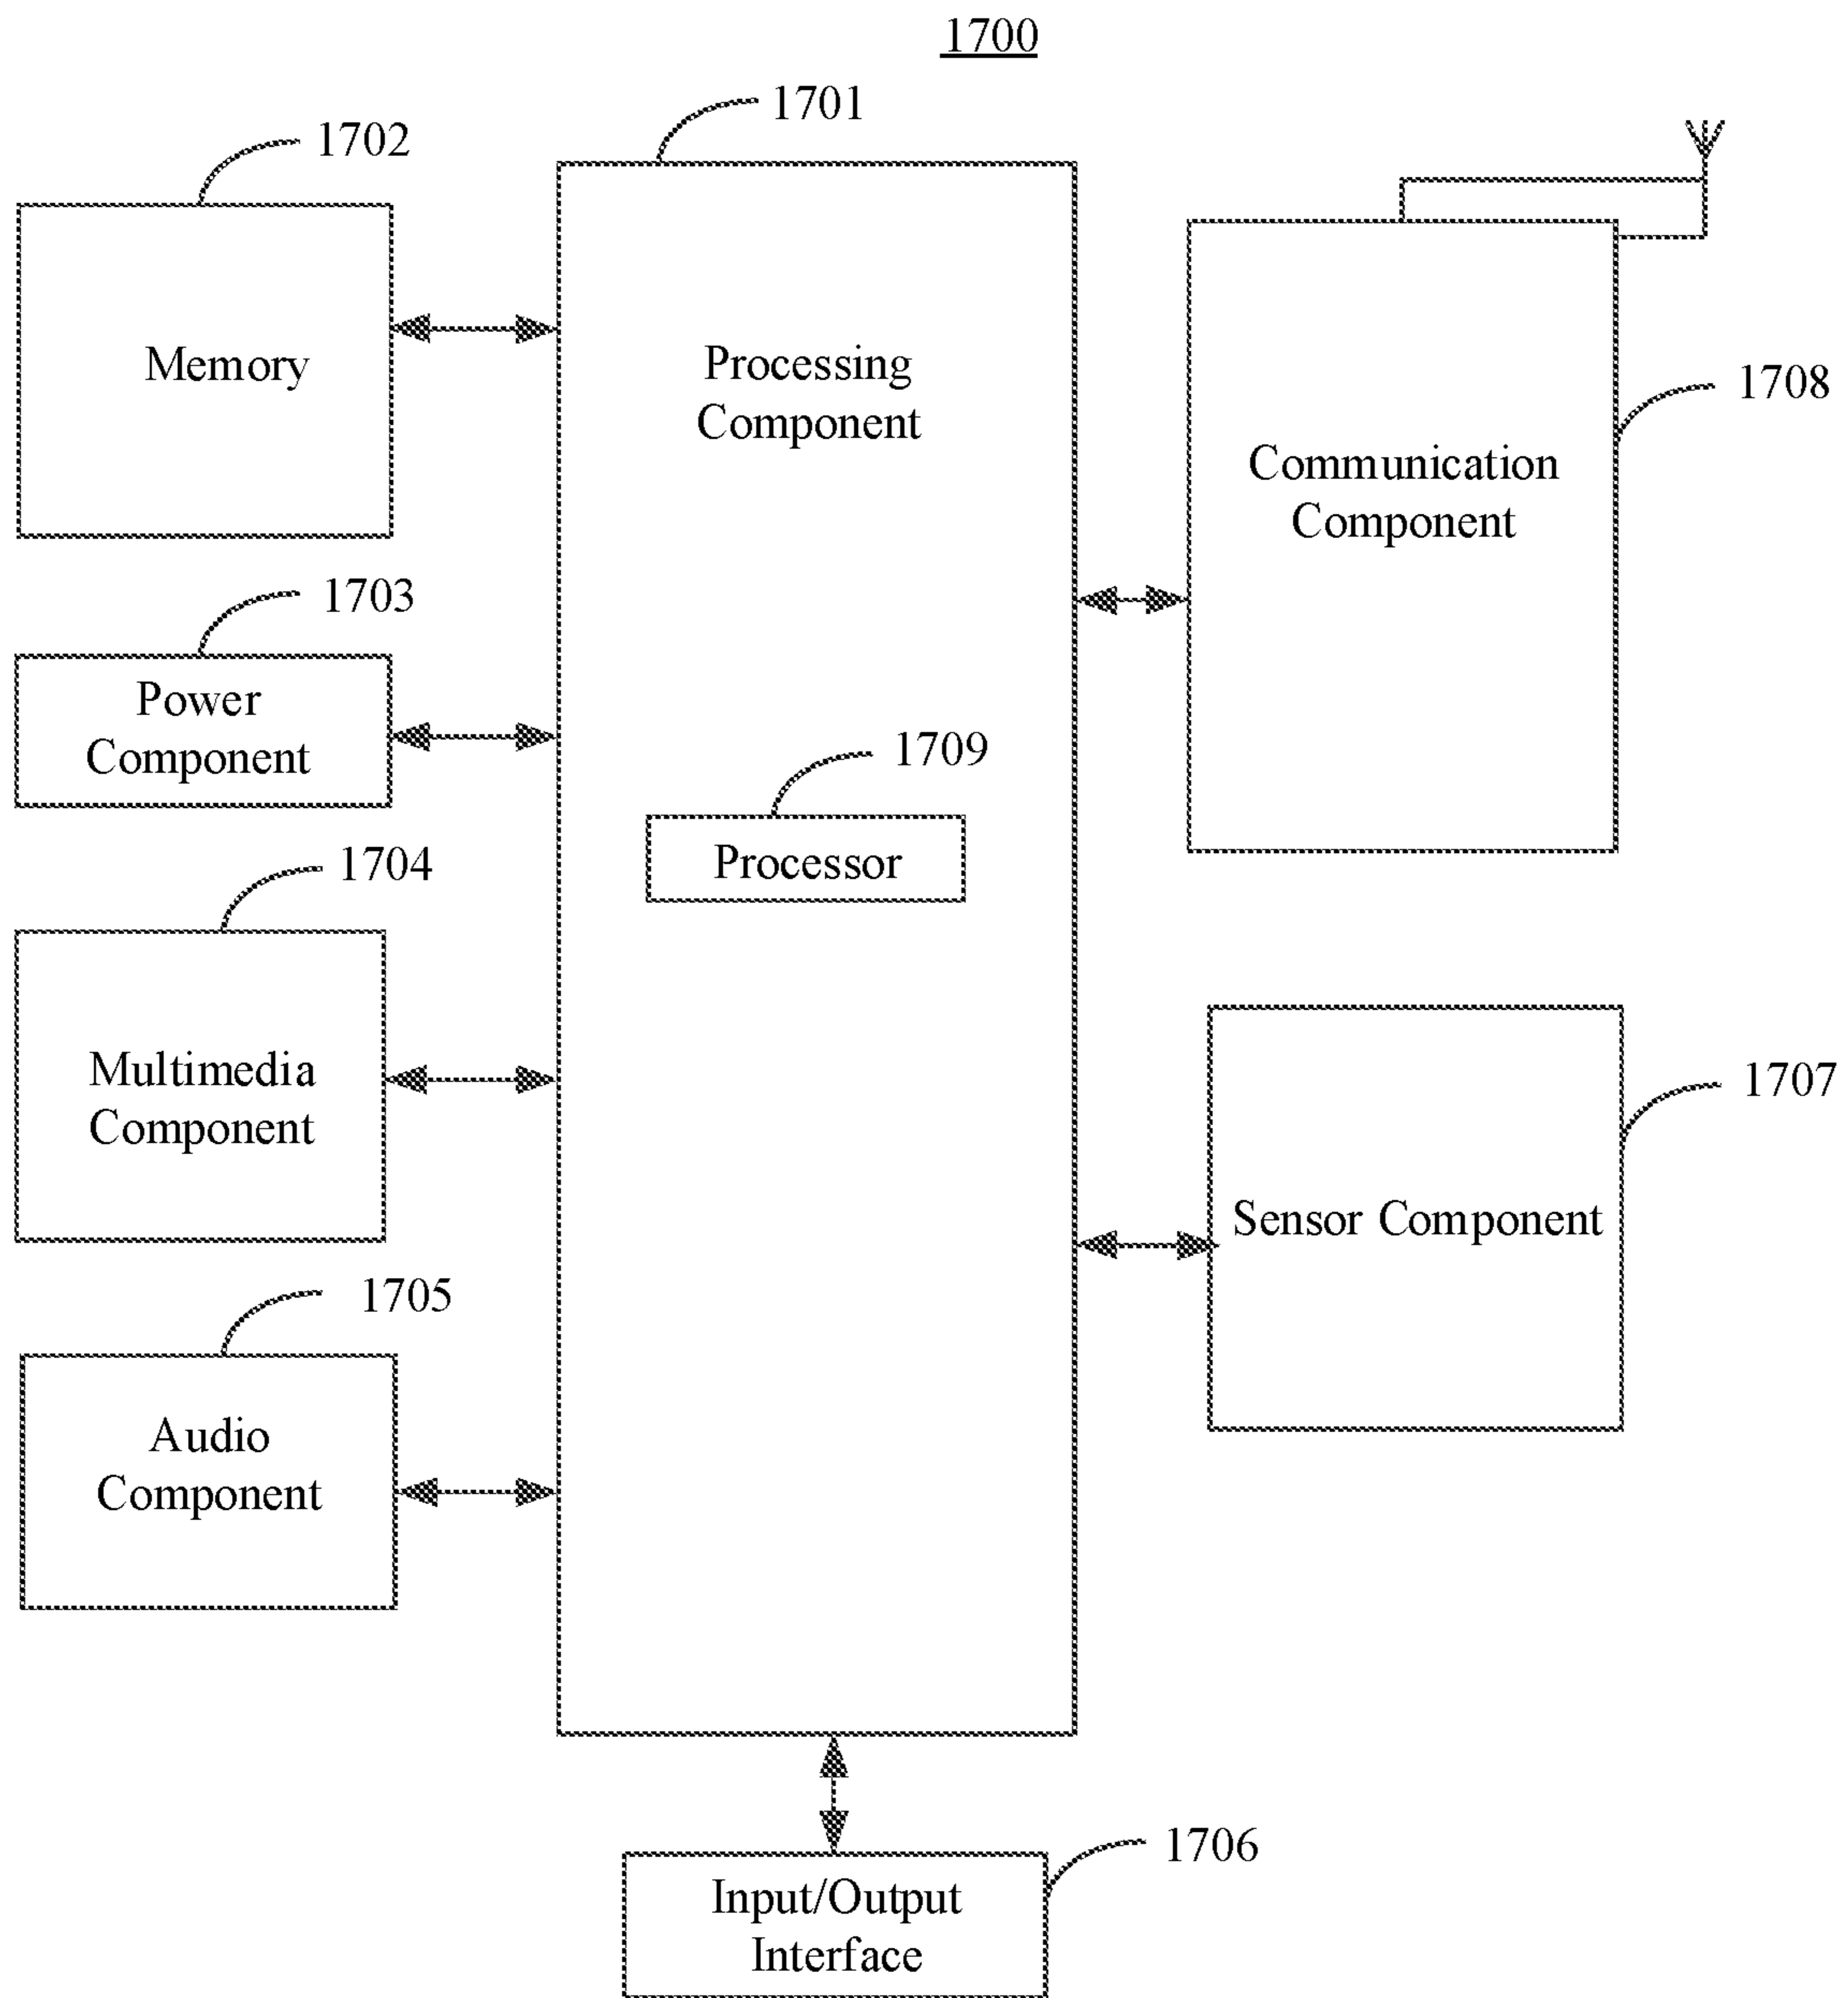 1700
1701
1702
Memory
Processing
Component
1708
Communication
Component
1703
Power
Component
1709
Processor
1704
Multimedia
Component
1707
Sensor Component
1705
Audio
Component
1706
Input/Output
Interface